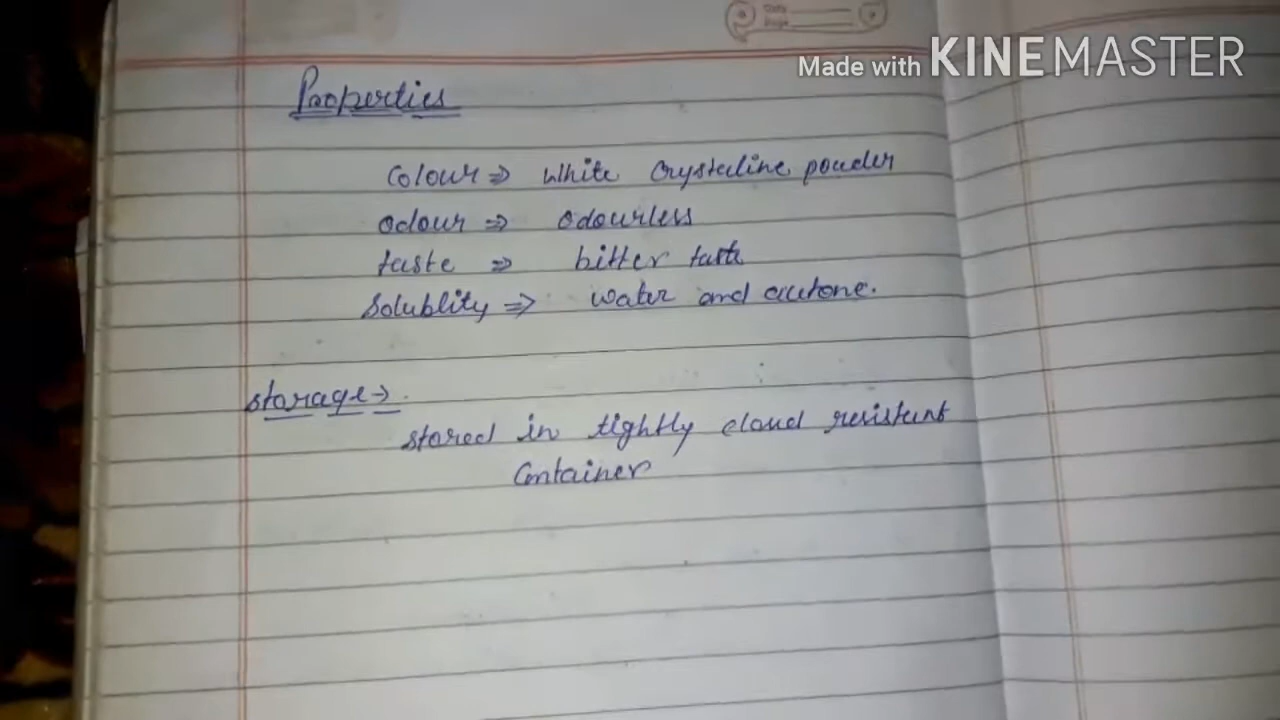 Made with KINEMASTER
Properties
Colour ⇒ White Crystaline powder
odour ⇒ odourless
taste ⇒ bitter taste
Solublity ⇒ water and acetone.
storage→
stored in tightly closed resistent
Container